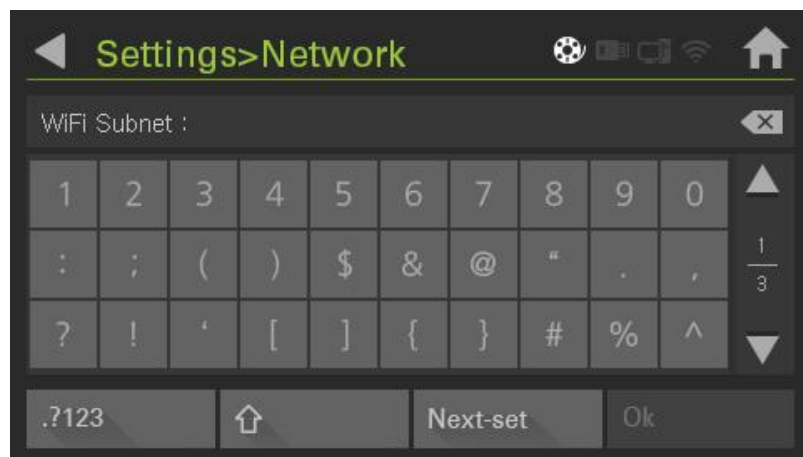 Settings>Network
WiFi Subnet :
1 2 3 4 5 6 7 8 9 0
: ; ( ) $ & @ “ . ,
1
3
? ! ‘ [ ] { } # % ^
.?123 Next-set Ok